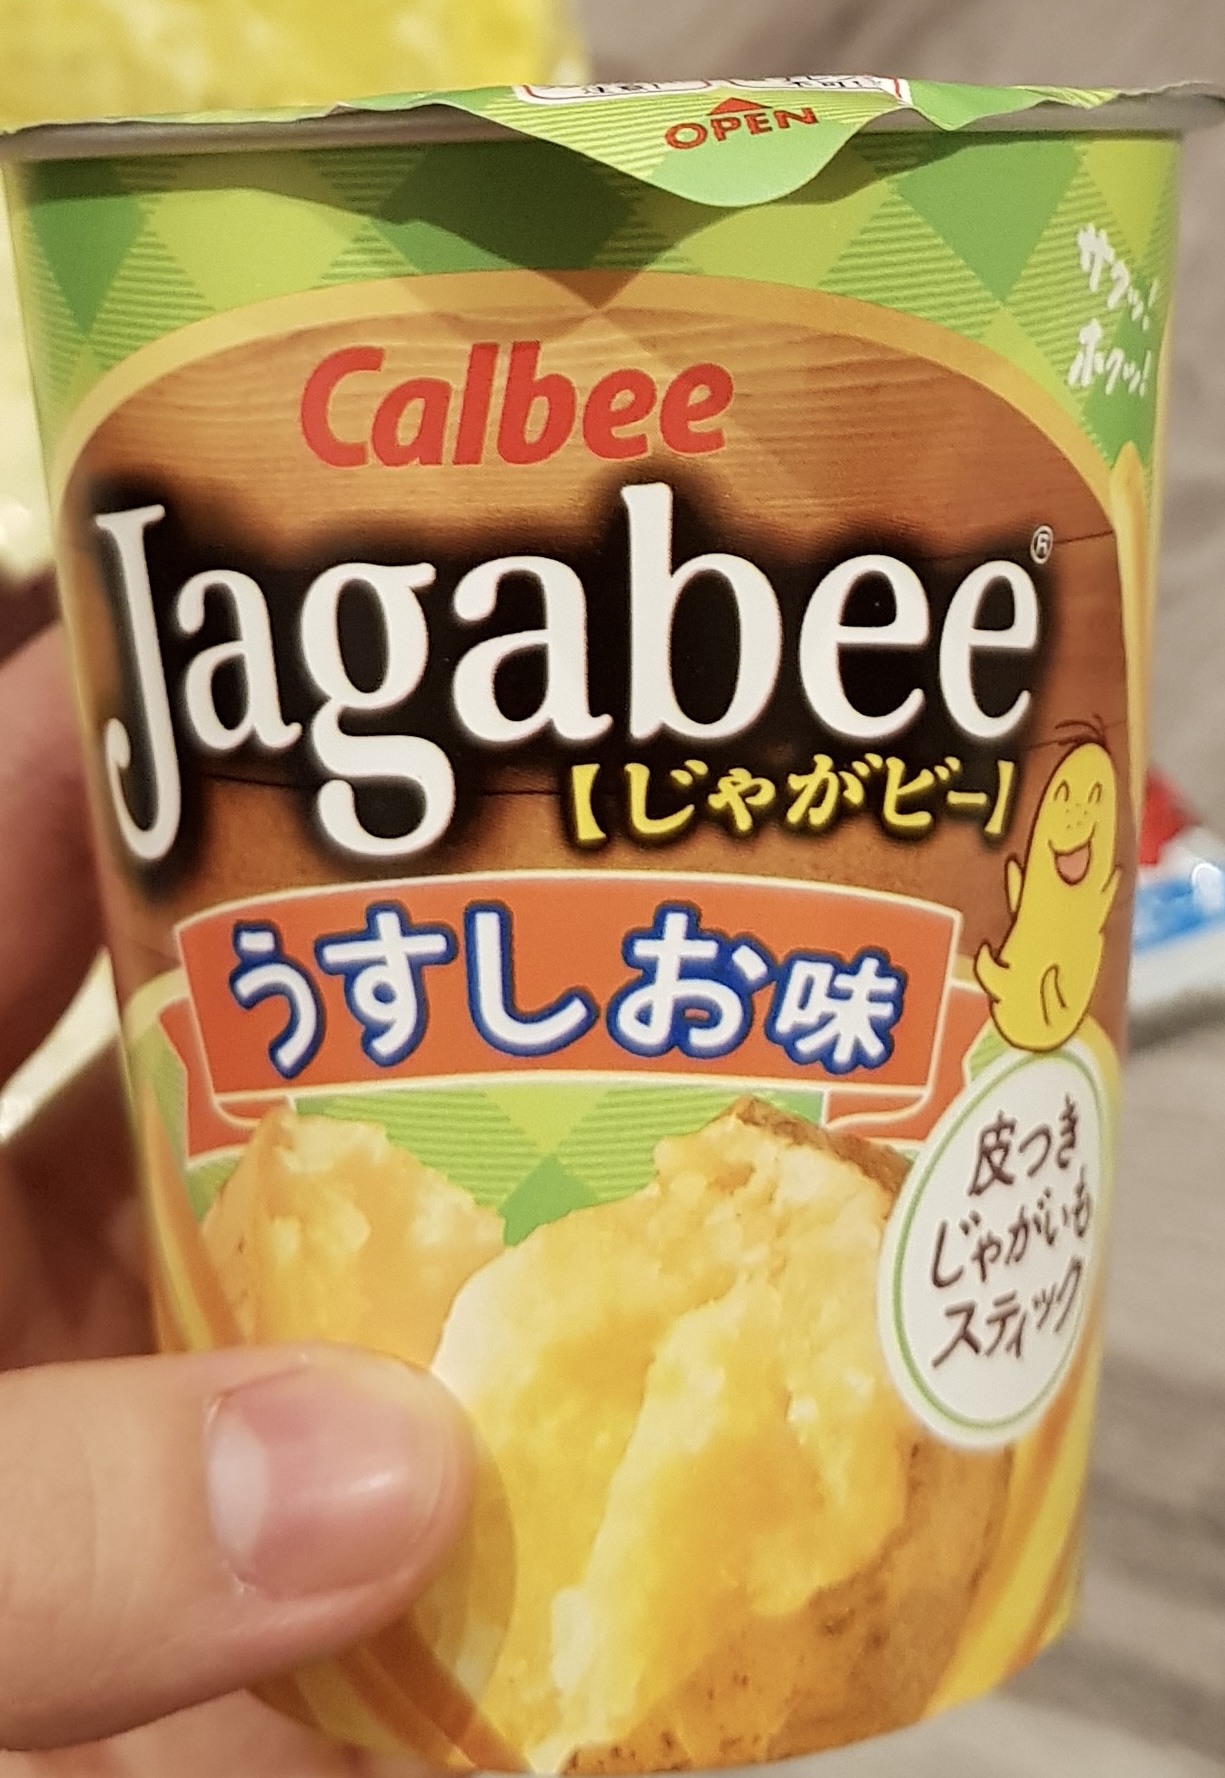 OPEN
サクッ!
ホクッ!
Calbee
Jagabee®
【じゃがビー】
うすしお味
皮つき
じゃがいも
スティック